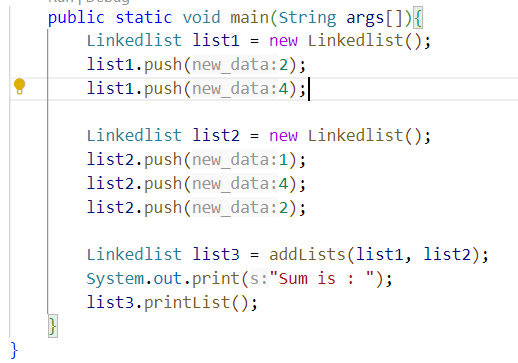 Run | Debug
public static void main(String args[]){
Linkedlist list1 = new Linkedlist();
list1.push(new_data:2);
list1.push(new_data:4);
Linkedlist list2 = new Linkedlist();
list2.push(new_data:1);
list2.push(new_data:4);
list2.push(new_data:2);
Linkedlist list3 = addLists(list1, list2);
System.out.print(s:"Sum is : ");
list3.printList();
}
}